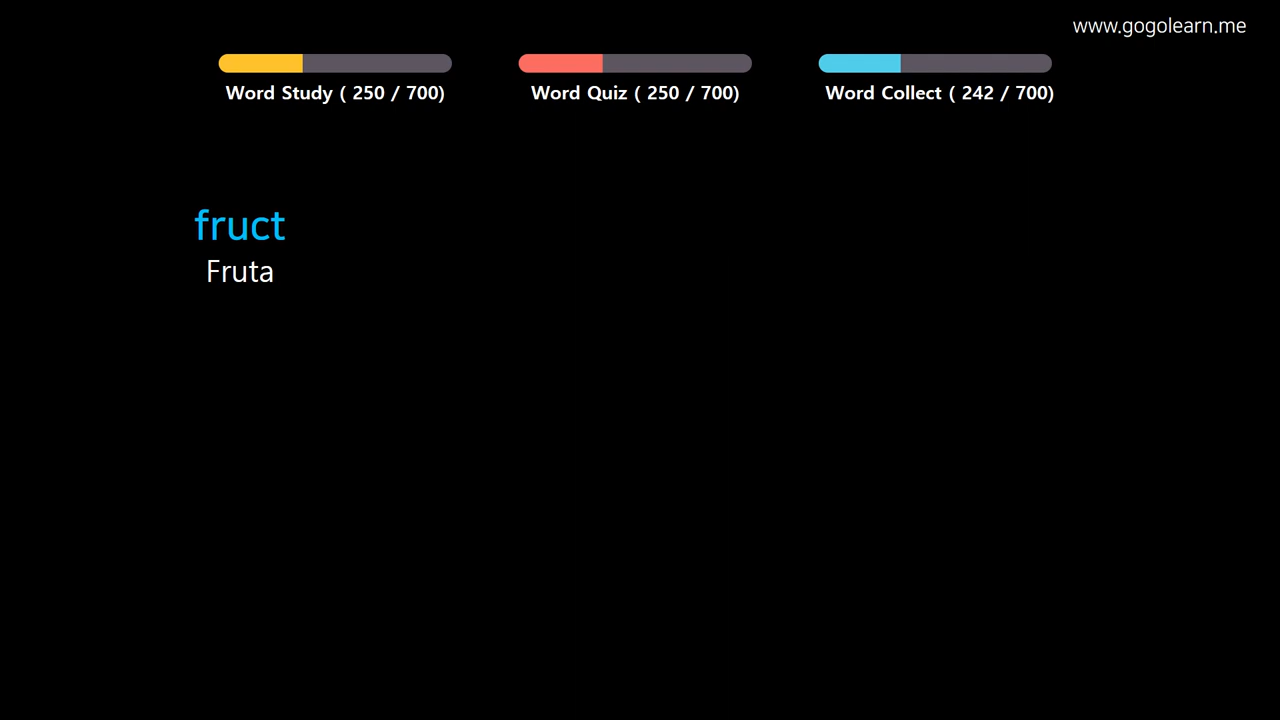 www.gogolearn.me
Word Study ( 250 / 700)
Word Quiz ( 250 / 700)
Word Collect ( 242 / 700)
fruct
Fruta